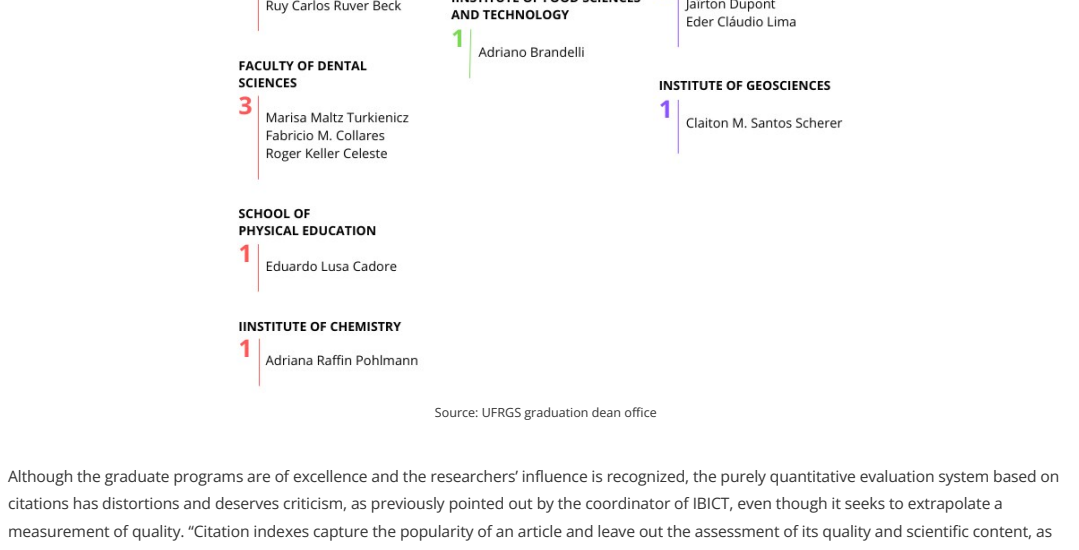 Ruy Carlos Ruver Beck
FACULTY OF DENTAL
SCIENCES
3
Marisa Maltz Turkienicz
Fabricio M. Collares
Roger Keller Celeste
SCHOOL OF
PHYSICAL EDUCATION
1
Eduardo Lusa Cadore
IINSTITUTE OF CHEMISTRY
1
Adriana Raffin Pohlmann
IINSTITUTE OF FOOD SCIENCES
AND TECHNOLOGY
1
Adriano Brandelli
Jairton Dupont
Eder Cláudio Lima
INSTITUTE OF GEOSCIENCES
1
Claiton M. Santos Scherer
Source: UFRGS graduation dean office
Although the graduate programs are of excellence and the researchers’ influence is recognized, the purely quantitative evaluation system based on
citations has distortions and deserves criticism, as previously pointed out by the coordinator of IBICT, even though it seeks to extrapolate a
measurement of quality. “Citation indexes capture the popularity of an article and leave out the assessment of its quality and scientific content, as